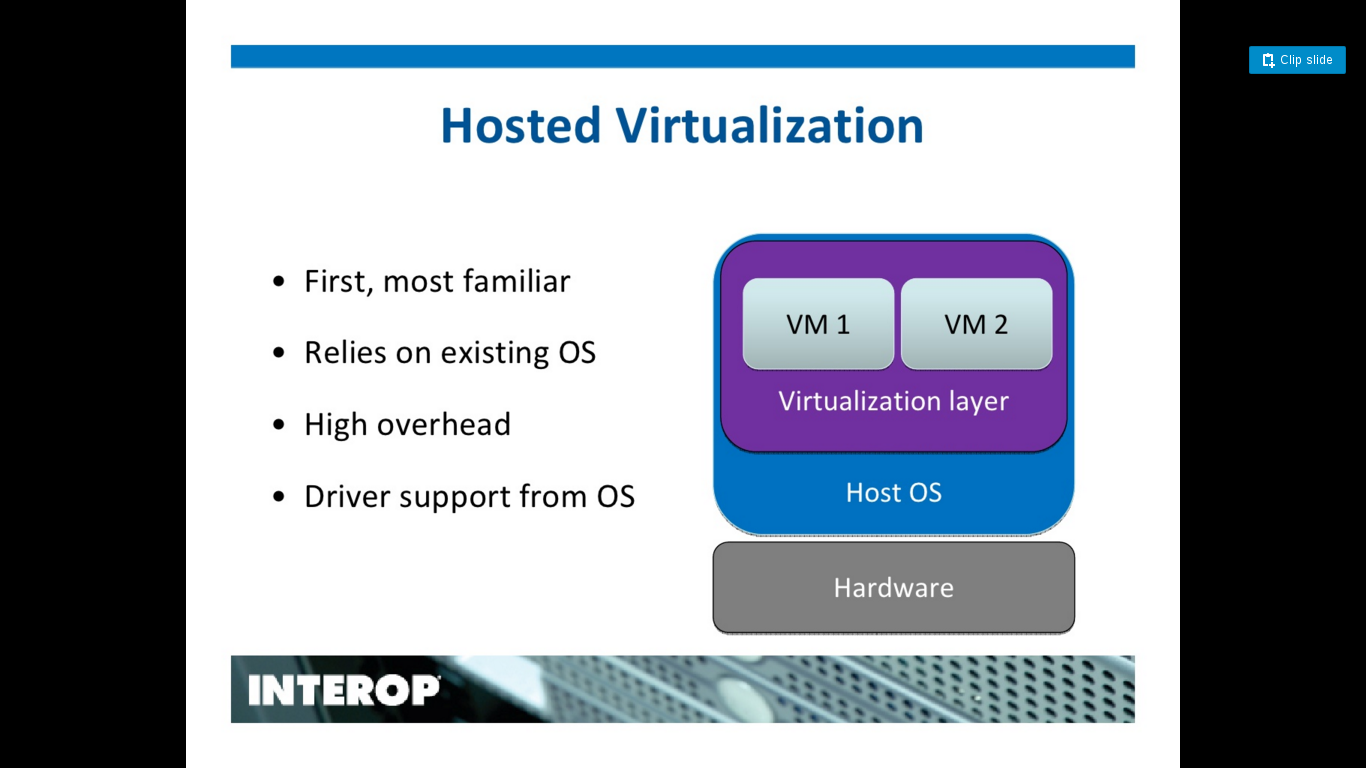 Clip slide
Hosted Virtualization
• First, most familiar
• Relies on existing OS
• High overhead
• Driver support from OS
VM 1
VM 2
Virtualization layer
Host OS
Hardware
INTEROP